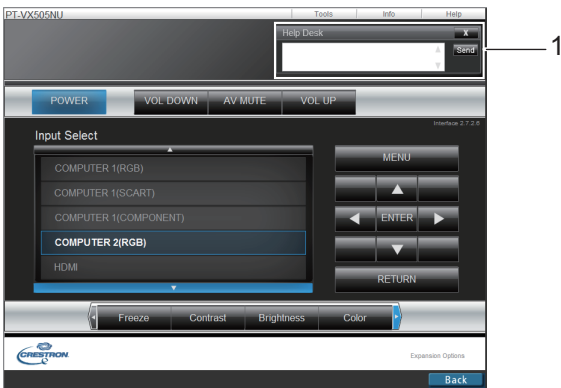 PT-VX505NU
Tools Info Help
Help Desk X
Send
1
POWER VOL DOWN AV MUTE VOL UP
Interface 2.7.2.6
Input Select
COMPUTER 1(RGB)
COMPUTER 1(SCART)
COMPUTER 1(COMPONENT)
COMPUTER 2(RGB)
HDMI
MENU
ENTER
RETURN
Freeze Contrast Brightness Color
CRESTRON
Expansion Options
Back